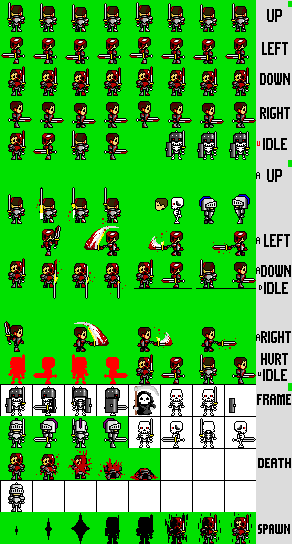 UP
LEFT
DOWN
RIGHT
U IDLE
A UP
A LEFT
A DOWN
D IDLE
A RIGHT
HURT
D IDLE
FRAME
DEATH
SPAWN